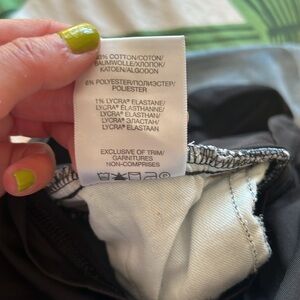 COTTON/COTON/
BAUMWOLLE/ХЛОПОК/
KATOEN/ALGODON
6% POLYESTER/ПОЛИЭСТЕР/
POLIESTER
1% LYCRA® ELASTANE/
LYCRA® ELASTHANNE/
LYCRA® ELASTHAN/
LYCRA® ЭЛАСТАН/
LYCRA® ELASTAAN
EXCLUSIVE OF TRIM/
GARNITURES
NON-COMPRISES